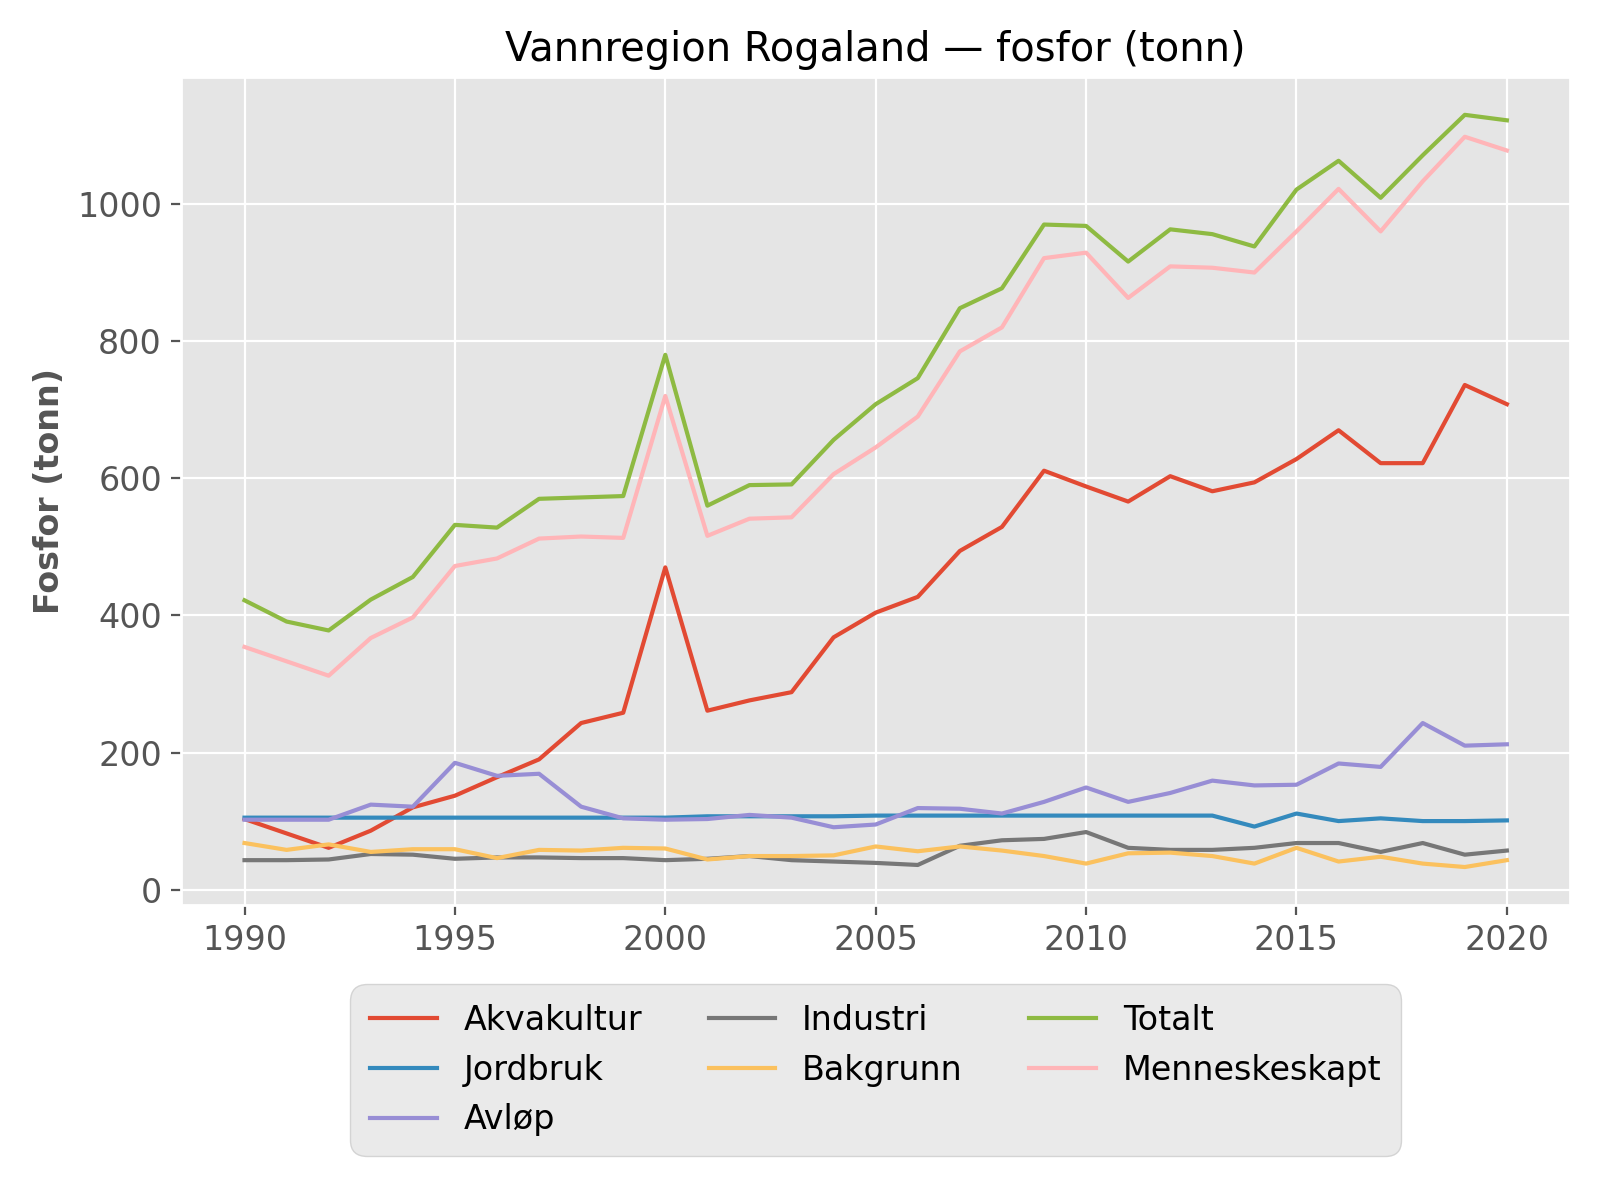 Vannregion Rogaland — fosfor (tonn)
Fosfor (tonn)
1000
800
600
400
200
0
1990 1995 2000 2005 2010 2015 2020
Akvakultur Industri Totalt
Jordbruk Bakgrunn Menneskeskapt
Avløp